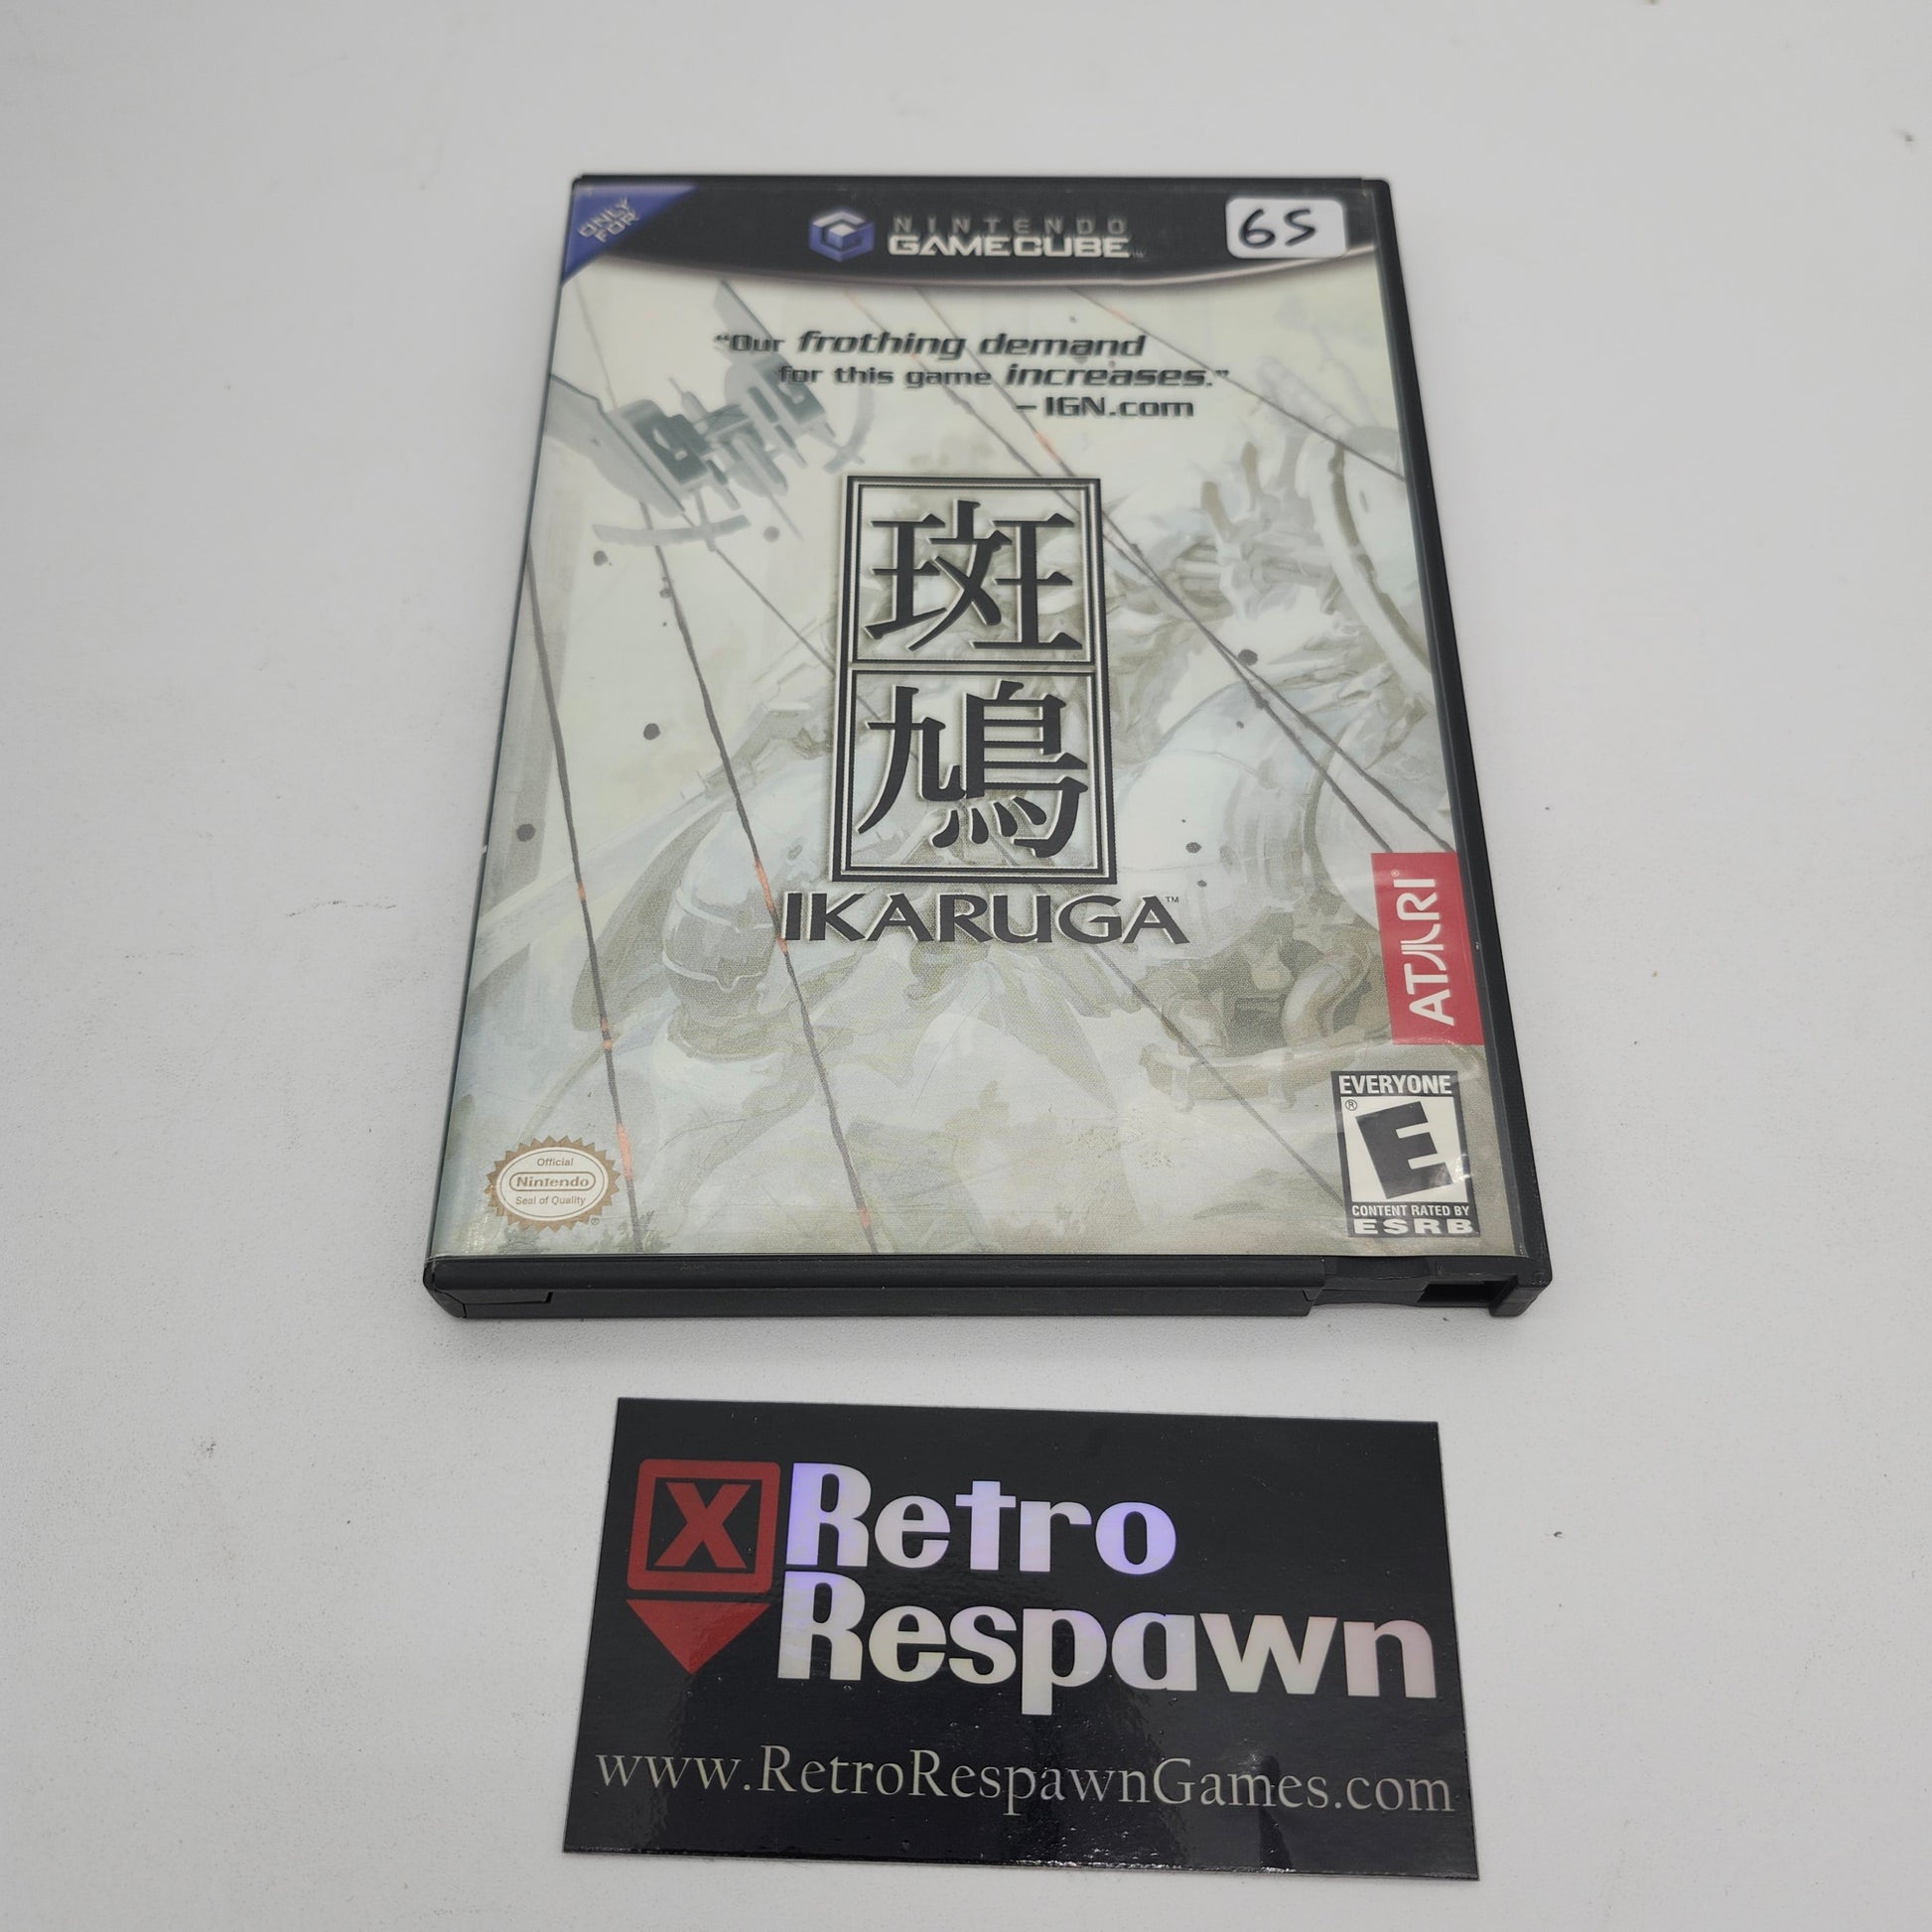 ONLY
FOR
NINTENDO
GAMECUBE
65
"Our frothing demand
for this game increases."
– IGN.com
斑
鳩
IKARUGA™
ATARI®
EVERYONE
E®
CONTENT RATED BY
ESRB
Official
Nintendo
Seal of Quality
®
X
Retro
Respawn
www.RetroRespawnGames.com